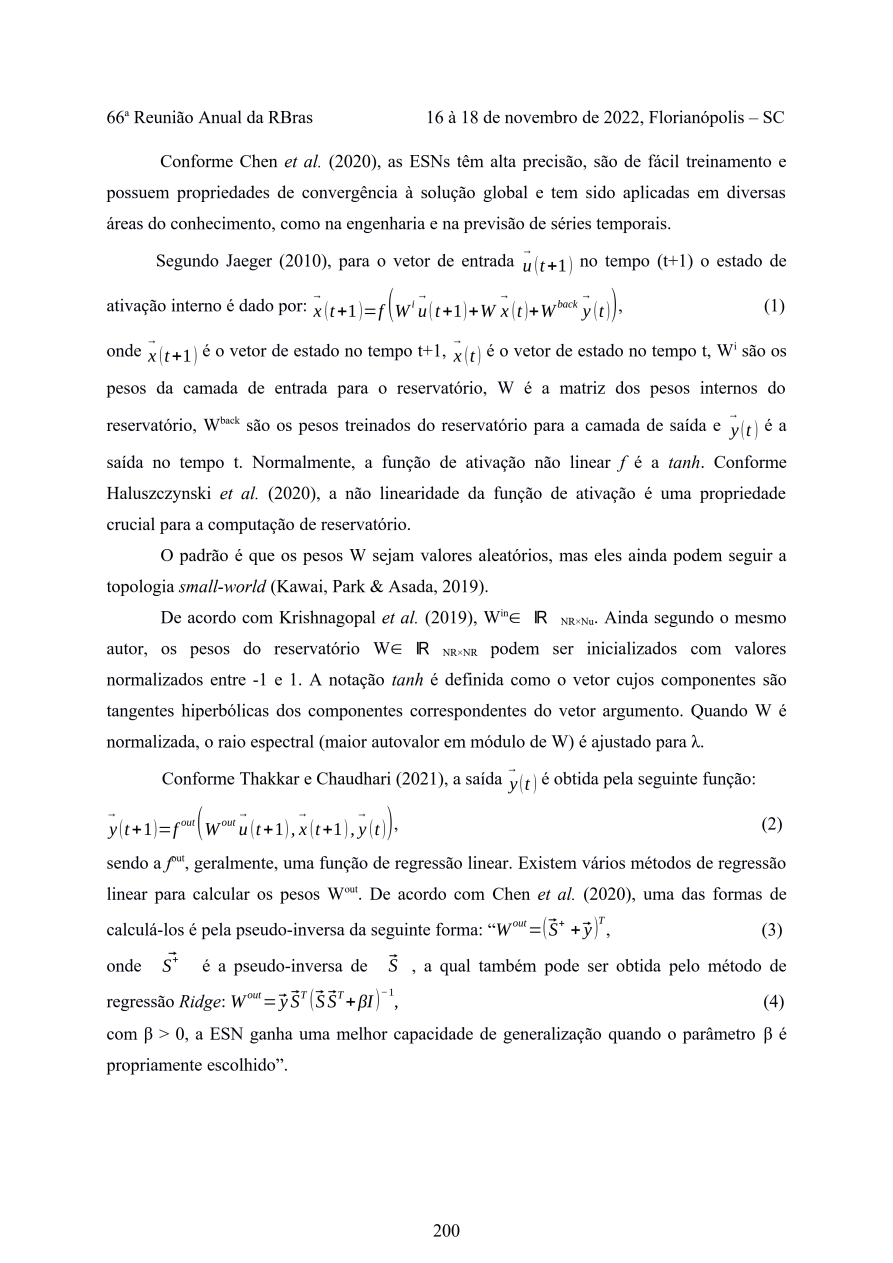 66ª Reunião Anual da RBras 16 à 18 de novembro de 2022, Florianópolis – SC
Conforme Chen et al. (2020), as ESNs têm alta precisão, são de fácil treinamento e
possuem propriedades de convergência à solução global e tem sido aplicadas em diversas
áreas do conhecimento, como na engenharia e na previsão de séries temporais.
Segundo Jaeger (2010), para o vetor de entrada u⃗(t+1) no tempo (t+1) o estado de
ativação interno é dado por: x⃗(t+1)=f(Wⁱ u⃗(t+1)+W x⃗(t)+W^back y⃗(t)), (1)
onde x⃗(t+1) é o vetor de estado no tempo t+1, x⃗(t) é o vetor de estado no tempo t, Wⁱ são os
pesos da camada de entrada para o reservatório, W é a matriz dos pesos internos do
reservatório, W^back são os pesos treinados do reservatório para a camada de saída e y⃗(t) é a
saída no tempo t. Normalmente, a função de ativação não linear f é a tanh. Conforme
Haluszczynski et al. (2020), a não linearidade da função de ativação é uma propriedade
crucial para a computação de reservatório.
O padrão é que os pesos W sejam valores aleatórios, mas eles ainda podem seguir a
topologia small-world (Kawai, Park & Asada, 2019).
De acordo com Krishnagopal et al. (2019), W^in∈ ℝ NR×Nu. Ainda segundo o mesmo
autor, os pesos do reservatório W∈ ℝ NR×NR podem ser inicializados com valores
normalizados entre -1 e 1. A notação tanh é definida como o vetor cujos componentes são
tangentes hiperbólicas dos componentes correspondentes do vetor argumento. Quando W é
normalizada, o raio espectral (maior autovalor em módulo de W) é ajustado para λ.
Conforme Thakkar e Chaudhari (2021), a saída y⃗(t) é obtida pela seguinte função:
y⃗(t+1)=f^out(W^out u⃗(t+1), x⃗(t+1), y⃗(t)), (2)
sendo a f^out, geralmente, uma função de regressão linear. Existem vários métodos de regressão
linear para calcular os pesos W^out. De acordo com Chen et al. (2020), uma das formas de
calculá-los é pela pseudo-inversa da seguinte forma: “W^out=(S⃗^+ +y⃗)^T, (3)
onde S⃗^+ é a pseudo-inversa de S⃗ , a qual também pode ser obtida pelo método de
regressão Ridge: W^out=y⃗ S⃗^T (S⃗ S⃗^T+βI)^−1, (4)
com β > 0, a ESN ganha uma melhor capacidade de generalização quando o parâmetro β é
propriamente escolhido”.
200